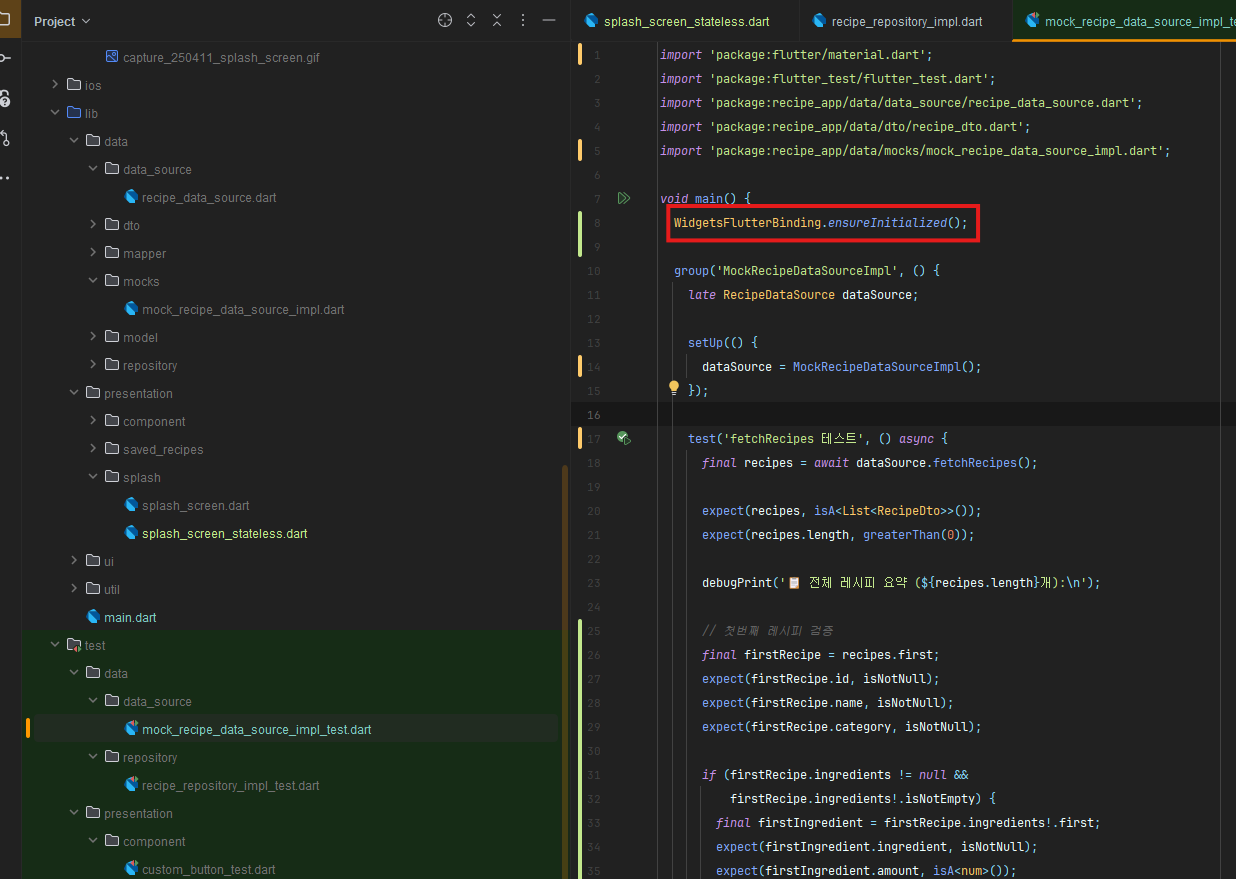 Project
splash_screen_stateless.dart
recipe_repository_impl.dart
mock_recipe_data_source_impl_te
capture_250411_splash_screen.gif
ios
lib
data
data_source
recipe_data_source.dart
dto
mapper
mocks
mock_recipe_data_source_impl.dart
model
repository
presentation
component
saved_recipes
splash
splash_screen.dart
splash_screen_stateless.dart
ui
util
main.dart
test
data
data_source
mock_recipe_data_source_impl_test.dart
repository
recipe_repository_impl_test.dart
presentation
component
custom_button_test.dart
1 import 'package:flutter/material.dart';
2 import 'package:flutter_test/flutter_test.dart';
3 import 'package:recipe_app/data/data_source/recipe_data_source.dart';
4 import 'package:recipe_app/data/dto/recipe_dto.dart';
5 import 'package:recipe_app/data/mocks/mock_recipe_data_source_impl.dart';
6
7 void main() {
8 WidgetsFlutterBinding.ensureInitialized();
9
10 group('MockRecipeDataSourceImpl', () {
11 late RecipeDataSource dataSource;
12
13 setUp(() {
14 dataSource = MockRecipeDataSourceImpl();
15 });
16
17 test('fetchRecipes 테스트', () async {
18 final recipes = await dataSource.fetchRecipes();
19
20 expect(recipes, isA<List<RecipeDto>>());
21 expect(recipes.length, greaterThan(0));
22
23 debugPrint('📋 전체 레시피 요약 (${recipes.length}개):\n');
24
25 // 첫번째 레시피 검증
26 final firstRecipe = recipes.first;
27 expect(firstRecipe.id, isNotNull);
28 expect(firstRecipe.name, isNotNull);
29 expect(firstRecipe.category, isNotNull);
30
31 if (firstRecipe.ingredients != null &&
32 firstRecipe.ingredients!.isNotEmpty) {
33 final firstIngredient = firstRecipe.ingredients!.first;
34 expect(firstIngredient.ingredient, isNotNull);
35 expect(firstIngredient.amount, isA<num>());